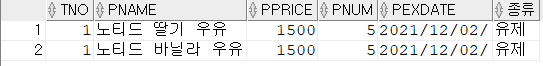 TNO PNAME PPRICE PNUM PEXDATE 종류
1 1 노티드 딸기 우유 1500 5 2021/12/02/ 유제
2 1 노티드 바닐라 우유 1500 5 2021/12/02/ 유제